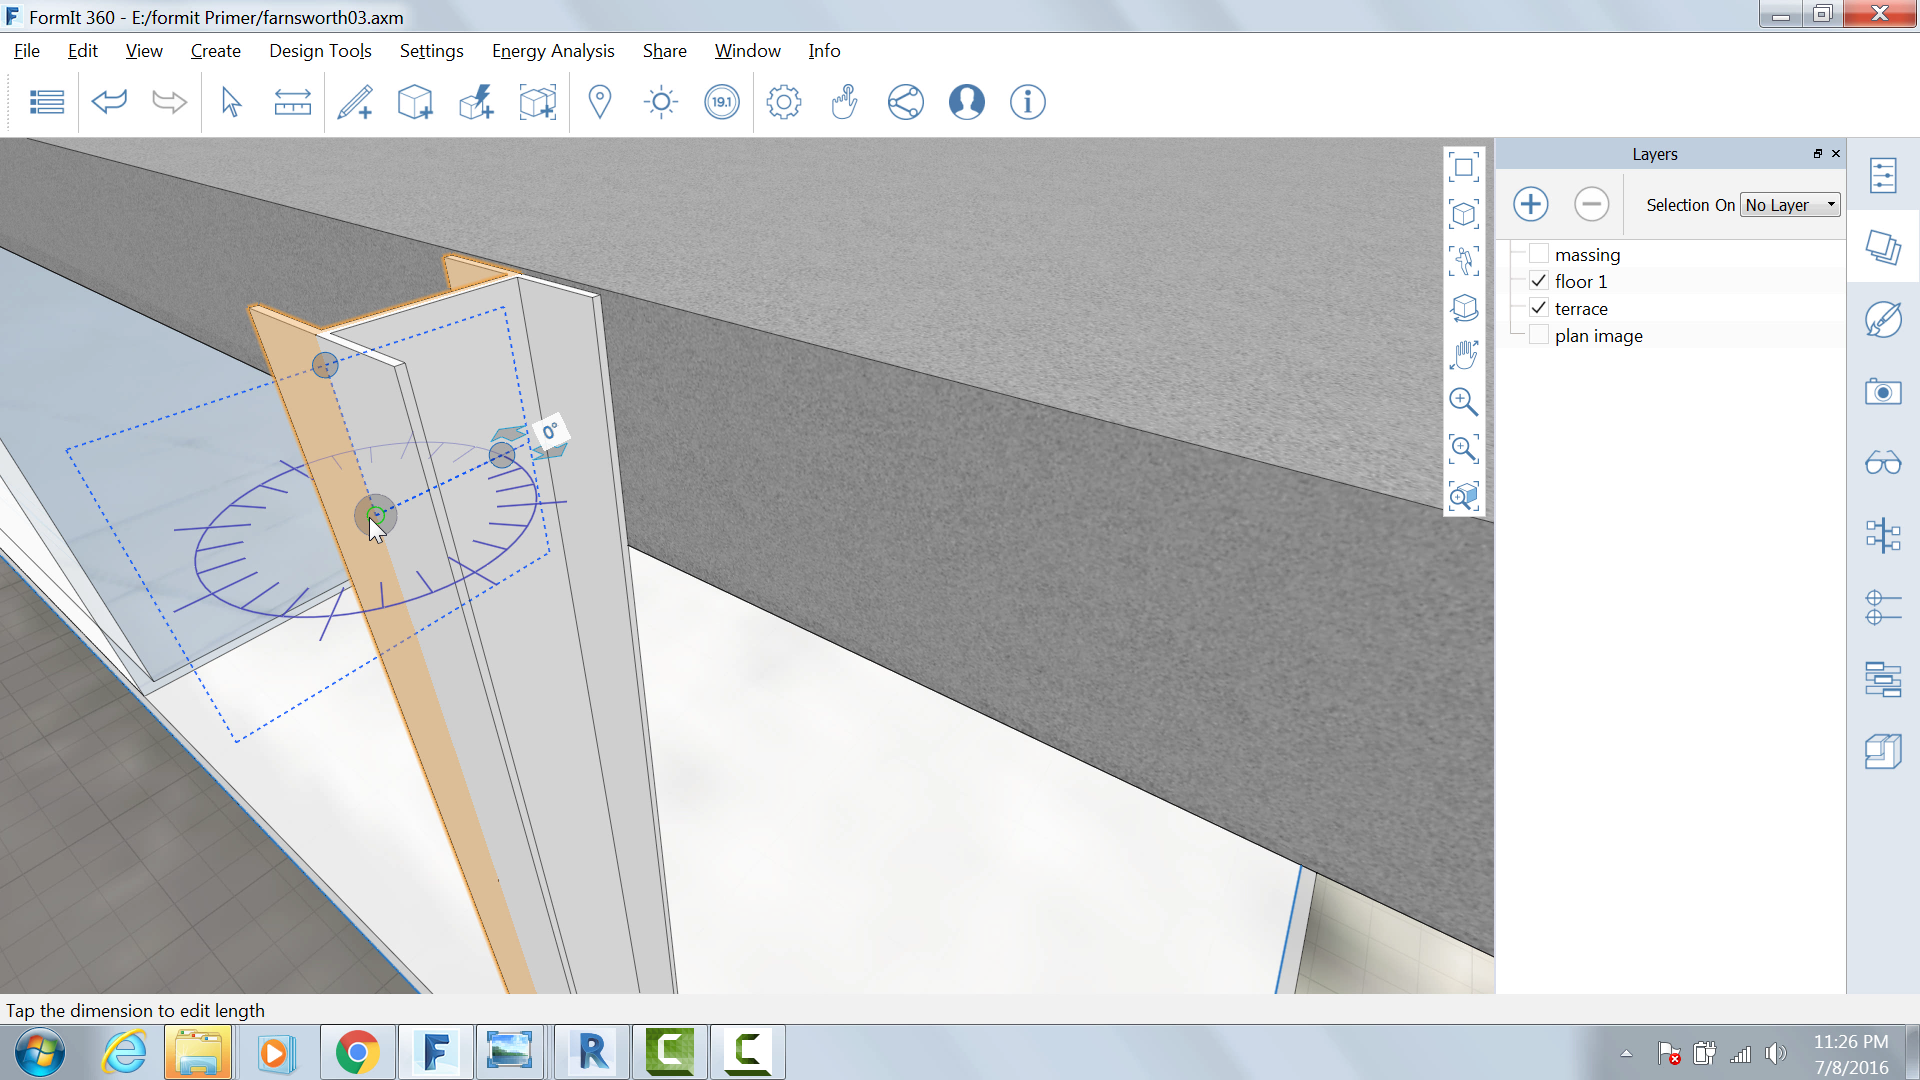 FormIt 360 - E:/formit Primer/farnsworth03.axm
File Edit View Create Design Tools Settings Energy Analysis Share Window Info
19.1
Layers
Selection On No Layer
massing
floor 1
terrace
plan image
0°
Tap the dimension to edit length
11:26 PM
7/8/2016